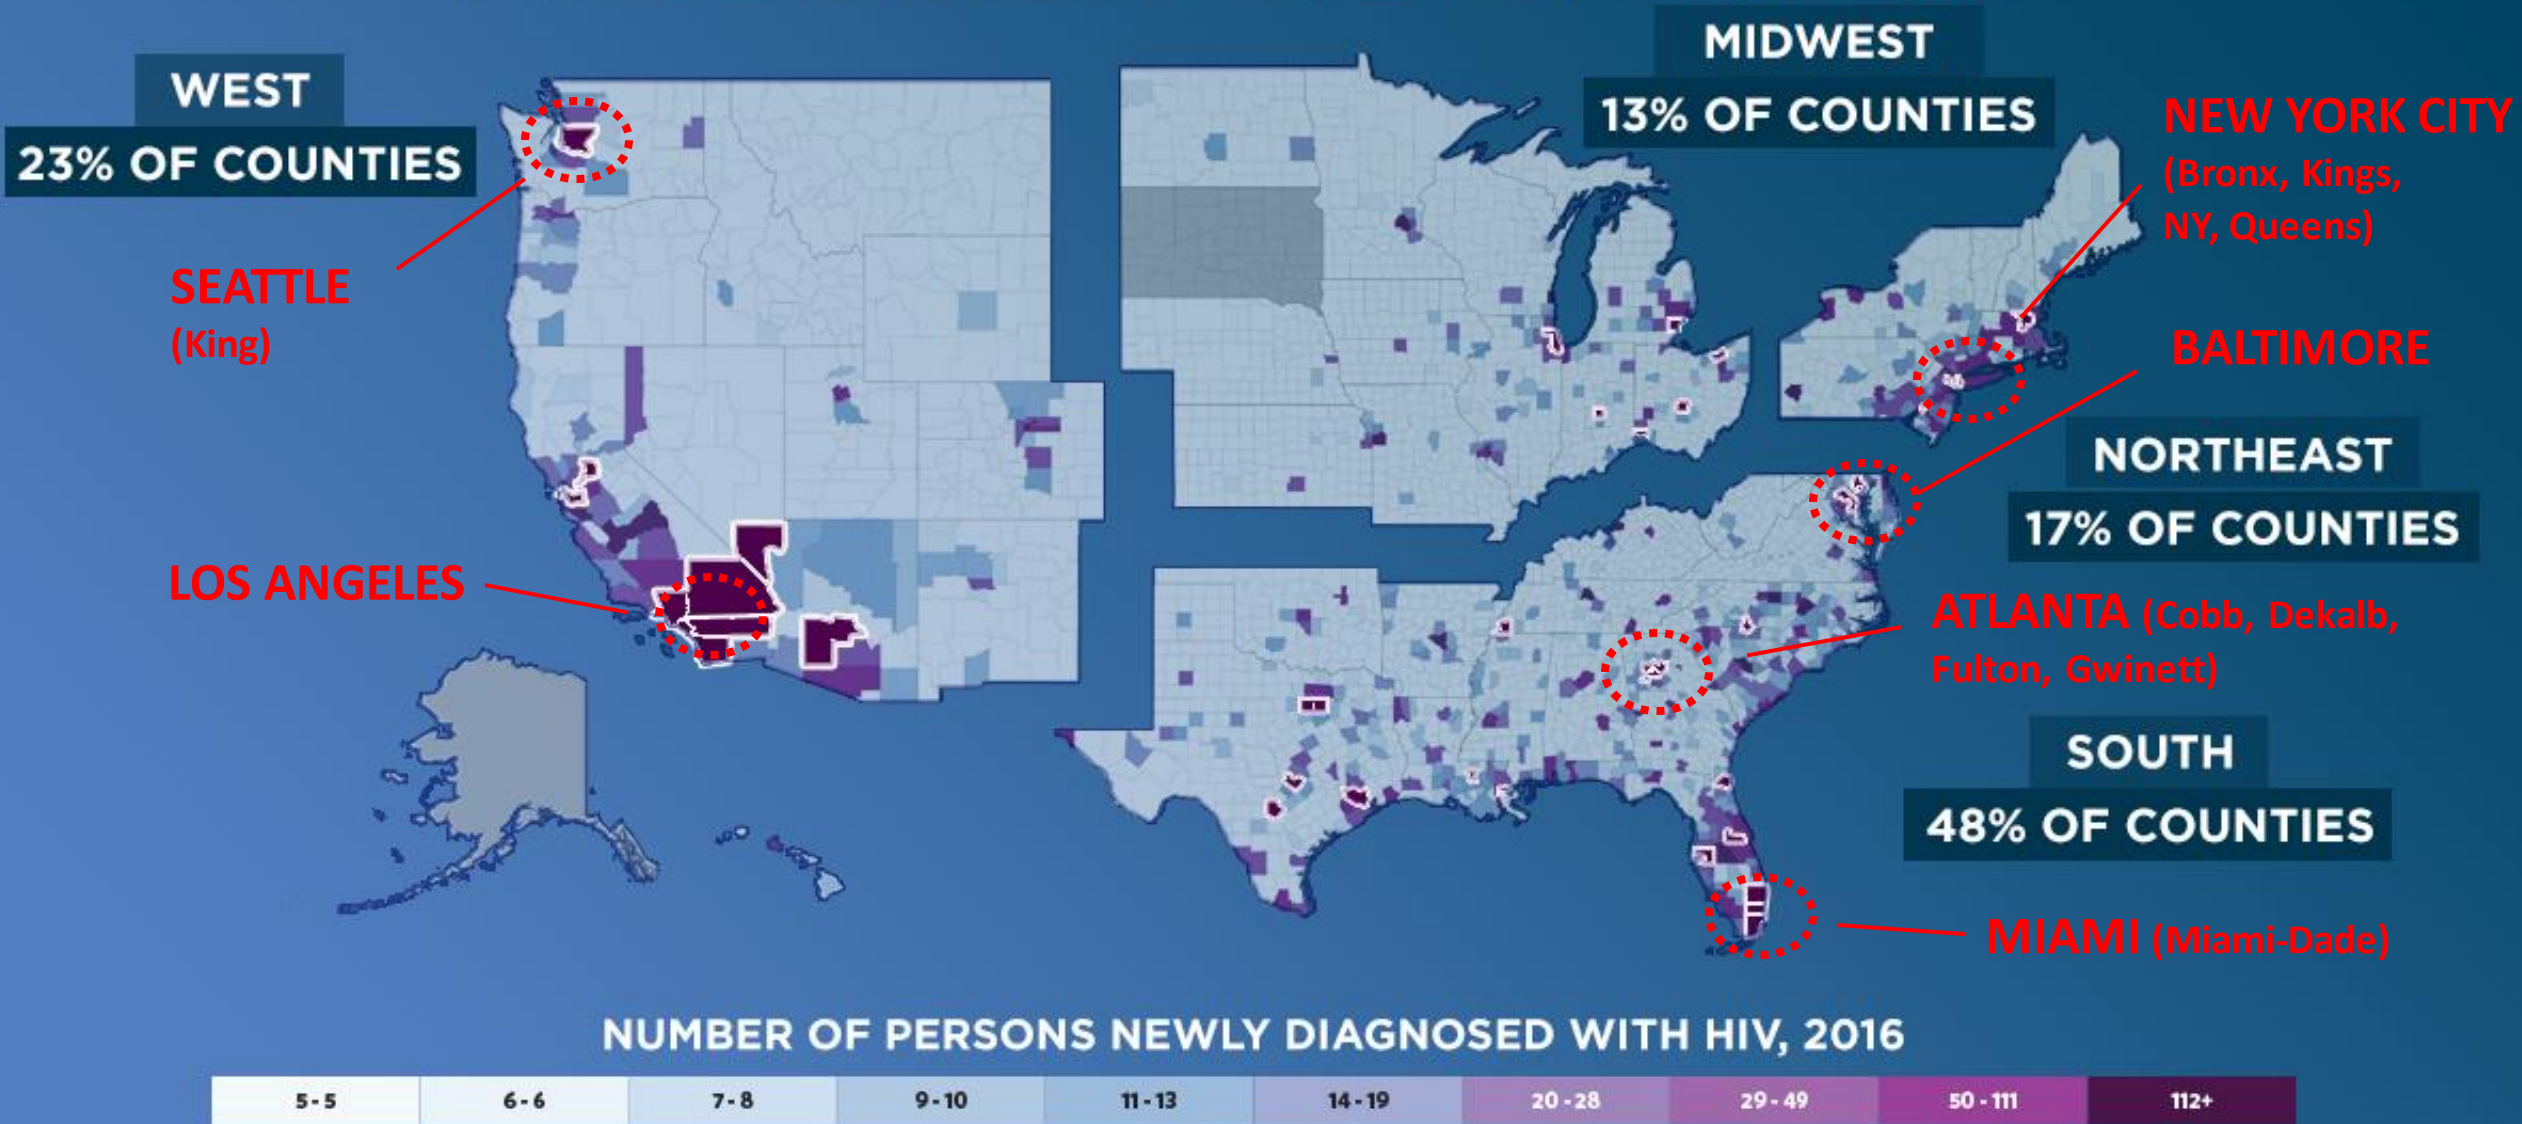 MIDWEST
13% OF COUNTIES
WEST
23% OF COUNTIES
NEW YORK CITY
(Bronx, Kings,
NY, Queens)
SEATTLE
(King)
BALTIMORE
NORTHEAST
17% OF COUNTIES
LOS ANGELES
ATLANTA (Cobb, Dekalb,
Fulton, Gwinett)
SOUTH
48% OF COUNTIES
MIAMI (Miami-Dade)
NUMBER OF PERSONS NEWLY DIAGNOSED WITH HIV, 2016
5-5 6-6 7-8 9-10 11-13 14-19 20-28 29-49 50-111 112+